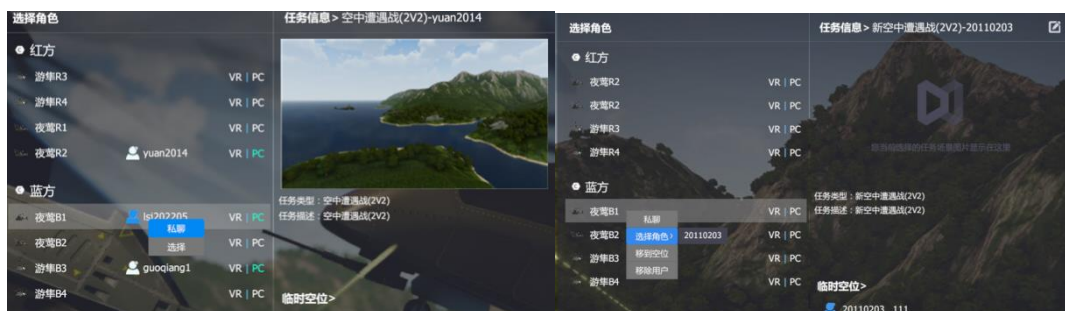 选择角色
红方
游隼R3 VR | PC
游隼R4 VR | PC
夜莺R1 VR | PC
夜莺R2 yuan2014 VR | PC
蓝方
夜莺B1 lsj202205 VR | PC
私聊
选择
夜莺B2 VR | PC
游隼B3 guoqiang1 VR | PC
游隼B4 VR | PC
任务信息> 空中遭遇战(2V2)-yuan2014
任务类型：空中遭遇战(2V2)
任务描述：空中遭遇战(2V2)
临时空位>
选择角色
红方
夜莺R2 VR | PC
夜莺R2 VR | PC
游隼R3 VR | PC
游隼R4 VR | PC
蓝方
夜莺B1 VR | PC
私聊
夜莺B2 选择角色› 20110203 VR | PC
游隼B3 移到空位 VR | PC
移除用户
游隼B4 VR | PC
任务信息> 新空中遭遇战(2V2)-20110203
任务类型：新空中遭遇战(2V2)
任务描述：新空中遭遇战(2V2)
临时空位>
20110203_111